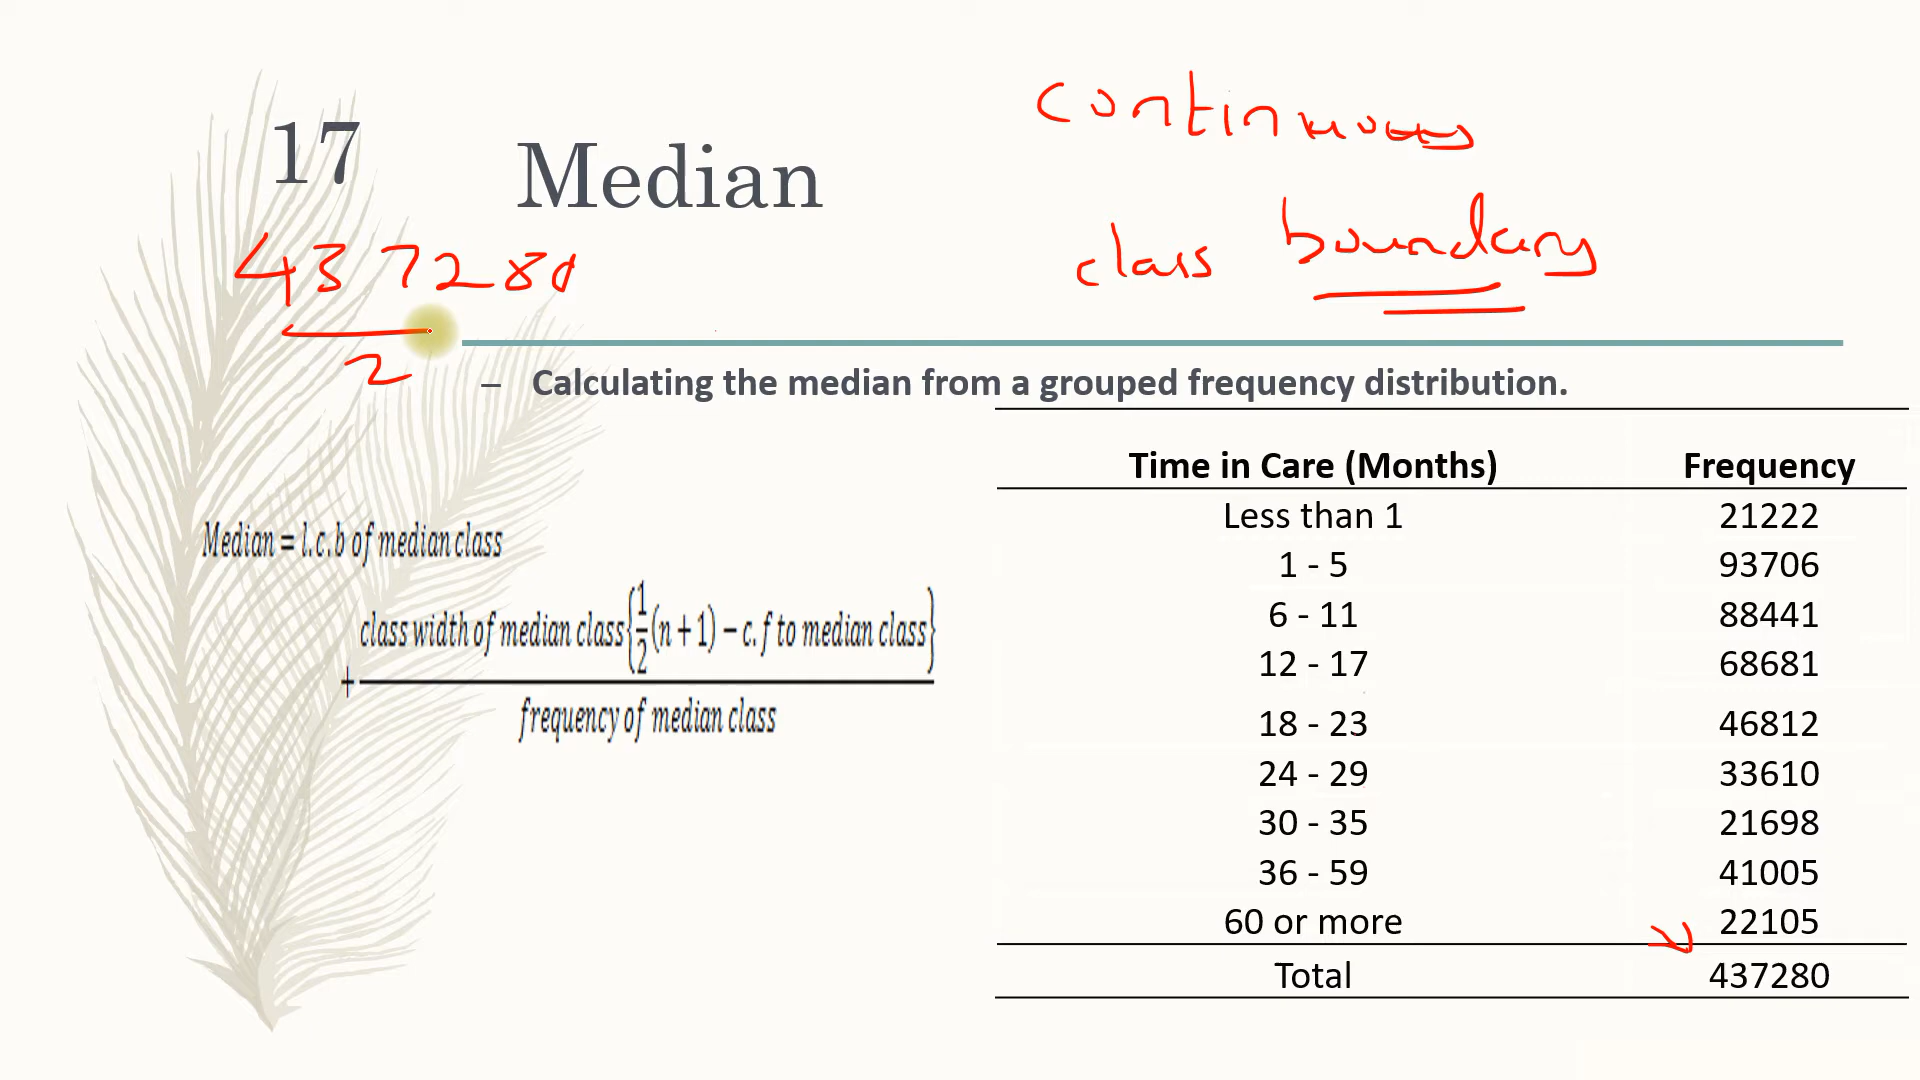 17
Median
continuous
class boundary
437280
2
– Calculating the median from a grouped frequency distribution.
Median = l.c.b of median class
+ class width of median class{1/2(n + 1) − c.f to median class}
frequency of median class
Time in Care (Months) Frequency
Less than 1 21222
1 - 5 93706
6 - 11 88441
12 - 17 68681
18 - 23 46812
24 - 29 33610
30 - 35 21698
36 - 59 41005
60 or more 22105
Total 437280